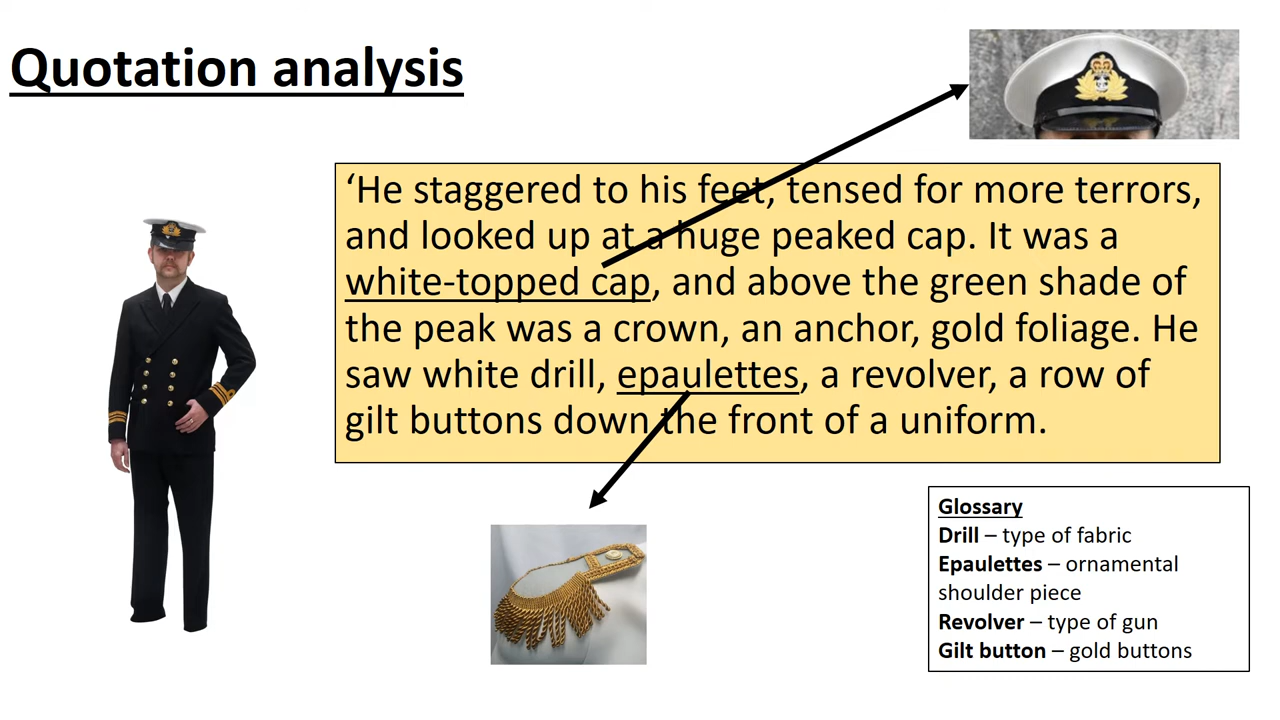 Quotation analysis
‘He staggered to his feet, tensed for more terrors,
and looked up at a huge peaked cap. It was a
white-topped cap, and above the green shade of
the peak was a crown, an anchor, gold foliage. He
saw white drill, epaulettes, a revolver, a row of
gilt buttons down the front of a uniform.
Glossary
Drill – type of fabric
Epaulettes – ornamental
shoulder piece
Revolver – type of gun
Gilt button – gold buttons